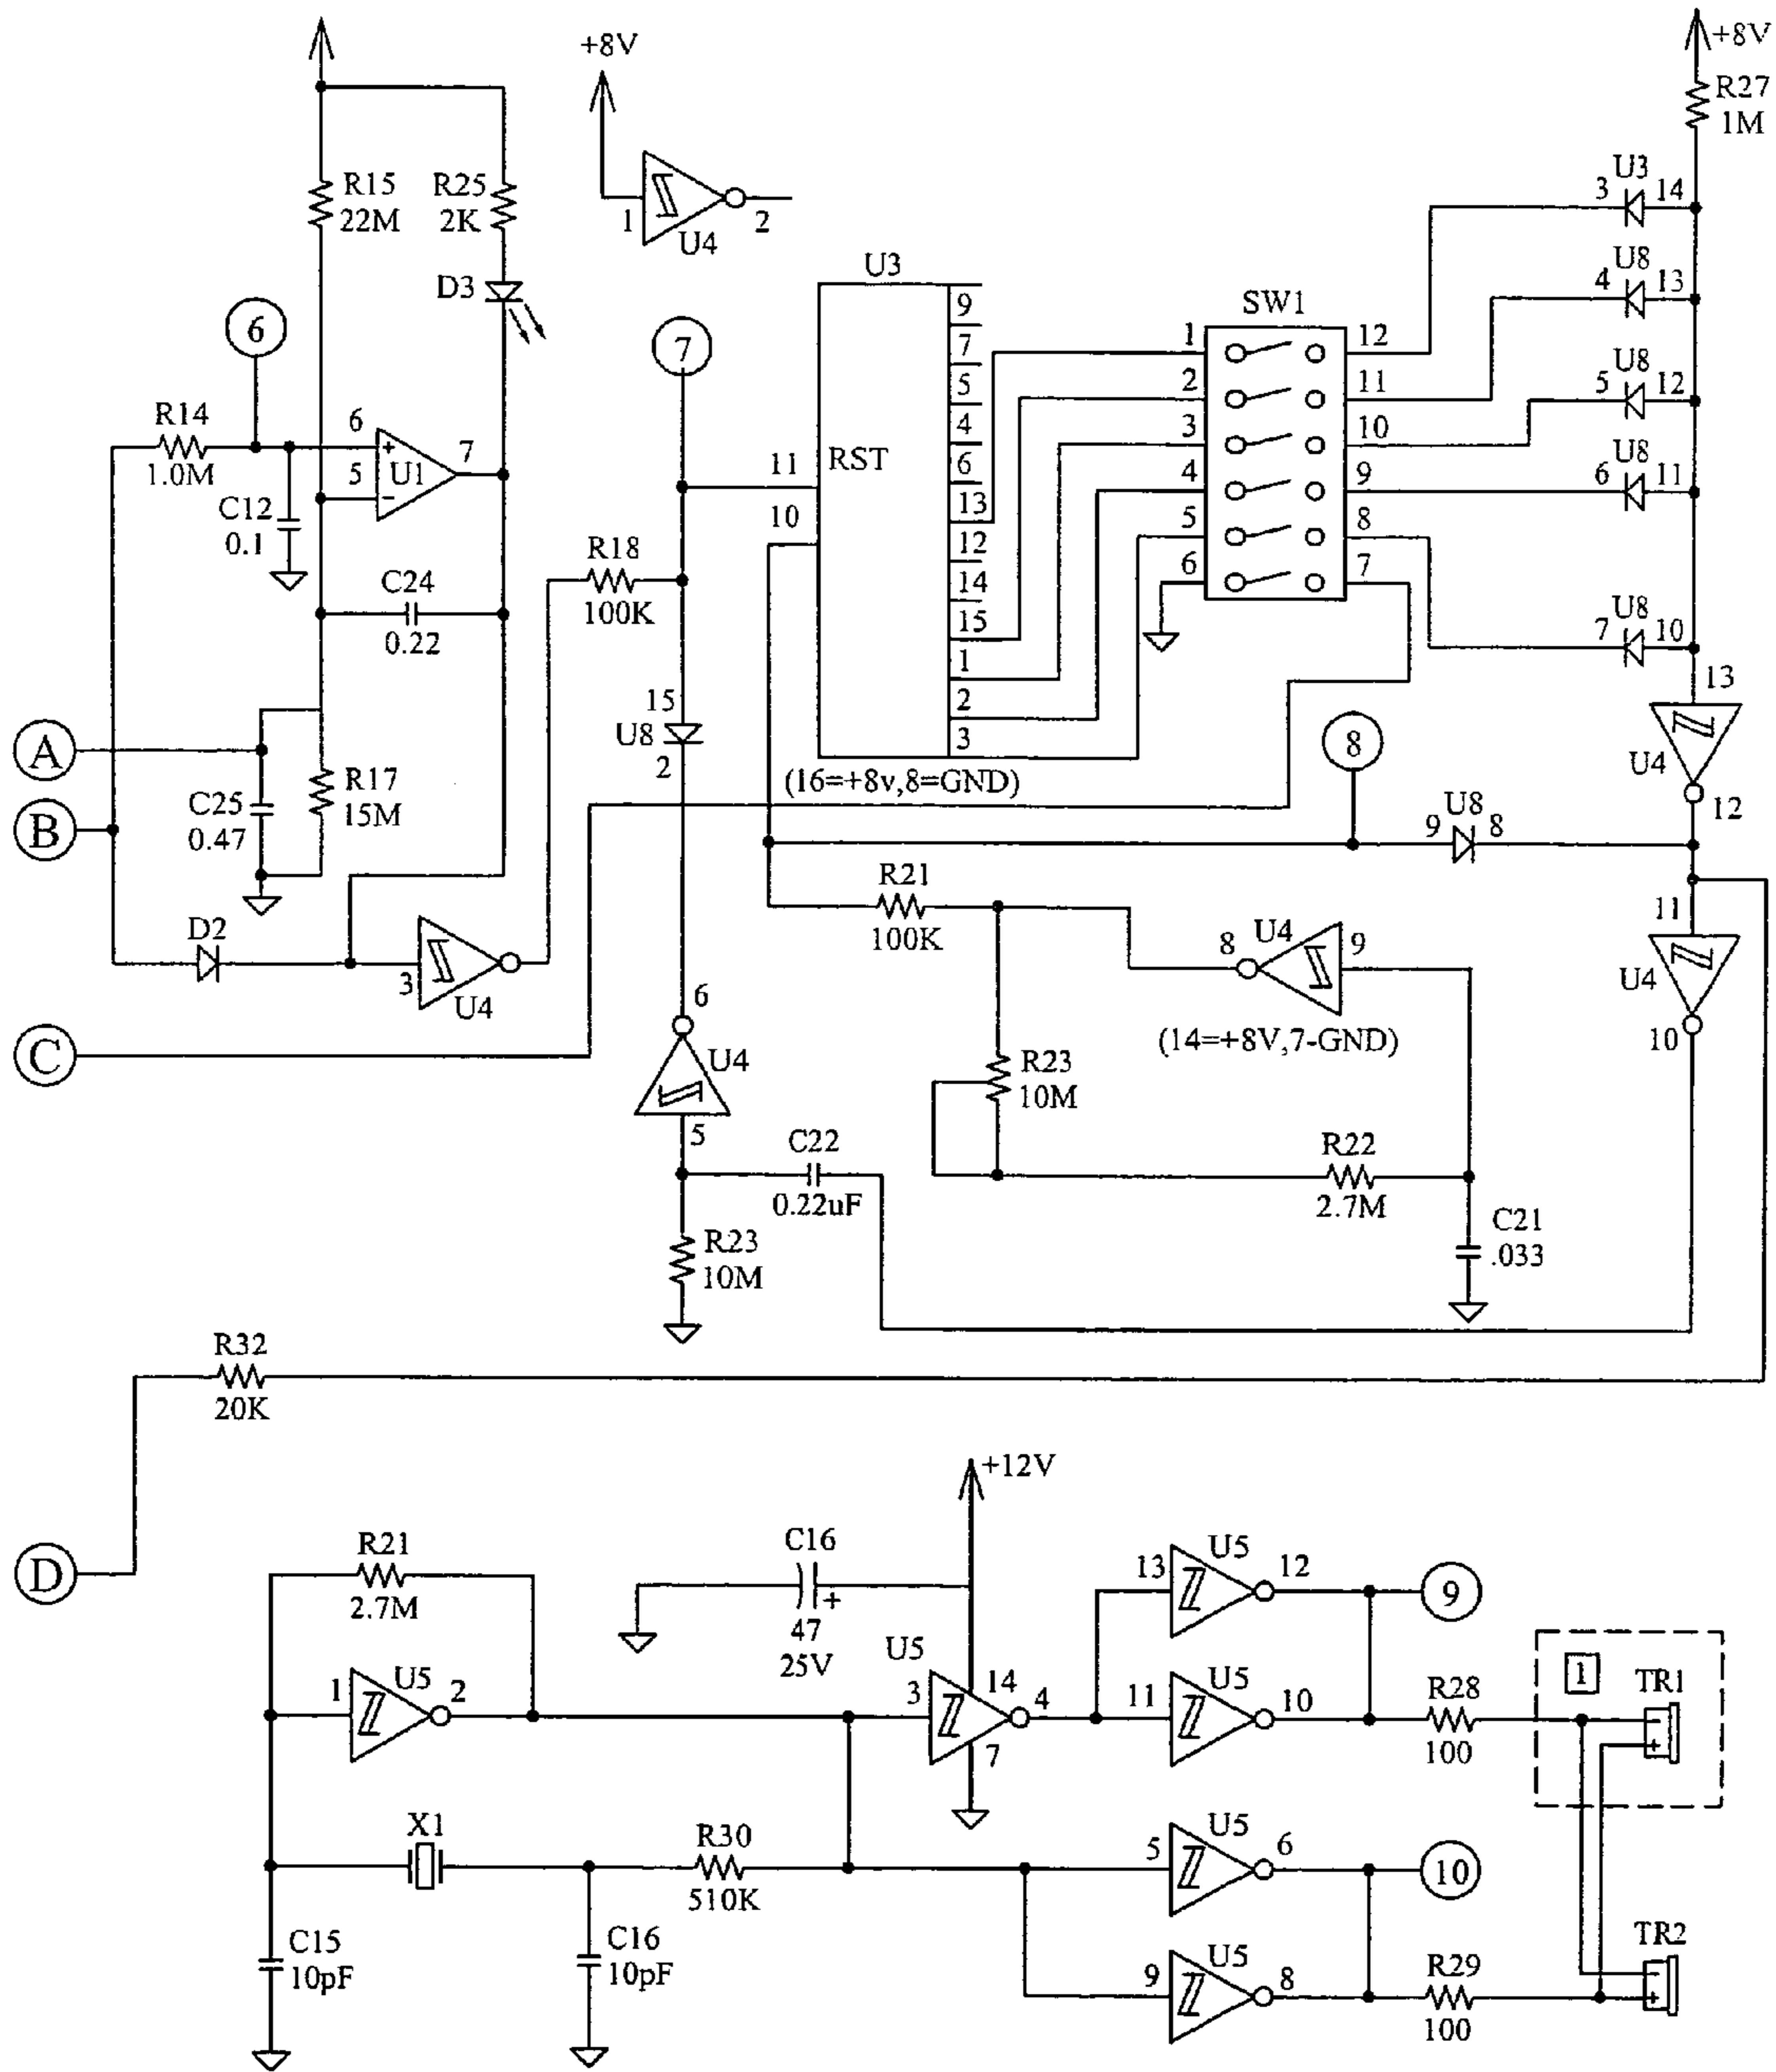 +8V
+8V
R27
1M
R15
22M
R25
2K
1
2
U4
3
U3
14
D3
U3
U8
4
13
9
7
5
4
6
13
12
14
15
1
2
3
SW1
6
7
1
2
3
4
5
6
12
11
10
9
8
7
U8
5
12
U8
6
11
R14
1.0M
6
5
+
−
U1
7
11
RST
10
C12
0.1
R18
100K
C24
0.22
U8
7
10
15
U8
2
13
U4
12
A
(16=+8v,8=GND)
8
C25
0.47
R17
15M
B
U8
9
8
R21
100K
11
U4
10
D2
3
U4
8
U4
9
(14=+8V,7-GND)
6
U4
5
C
R23
10M
C22
0.22uF
R22
2.7M
C21
.033
R23
10M
R32
20K
+12V
D
R21
2.7M
C16
+
47
25V
13
U5
12
9
1
U5
2
U5
3
14
4
7
11
U5
10
R28
100
1
TR1
−
+
X1
R30
510K
5
U5
6
10
C15
10pF
C16
10pF
9
U5
8
R29
100
TR2
−
+